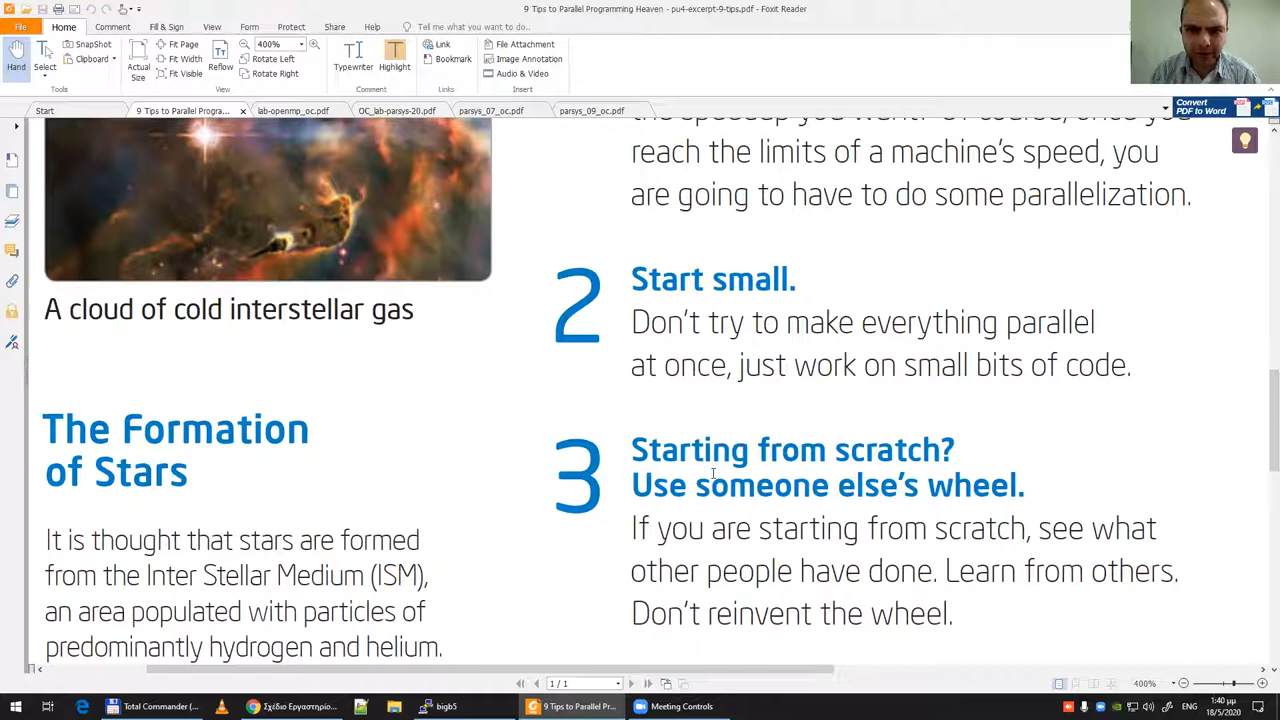 9 Tips to Parallel Programming Heaven - pu4-excerpt-9-tips.pdf - Foxit Reader
File Home Comment Fill & Sign Form Protect Share Help Tell me what you want to do...
SnapShot Fit Page 400% Rotate Left Link File Attachment
Clipboard Fit Width Rotate Right Bookmark Image Annotation
Fit Visible Audio & Video
Hand Select Actual Size Reflow Typewriter Highlight
Tools View Comment Links Insert
Start 9 Tips to Parallel Progra... lab-openmp_oc.pdf OC_lab-parsys-20.pdf parsys_07_oc.pdf parsys_09_oc.pdf
Convert PDF to Word
the speedup you want? Of course, once you
reach the limits of a machine's speed, you
are going to have to do some parallelization.
A cloud of cold interstellar gas
2
Start small.
Don't try to make everything parallel
at once, just work on small bits of code.
The Formation
of Stars
3
Starting from scratch?
Use someone else's wheel.
If you are starting from scratch, see what
other people have done. Learn from others.
Don't reinvent the wheel.
It is thought that stars are formed
from the Inter Stellar Medium (ISM),
an area populated with particles of
predominantly hydrogen and helium.
1 / 1
400%
Total Commander (... Σχέδιο Εργαστηρίο... bigb5 9 Tips to Parallel Pr... Meeting Controls
1:40 μμ
18/5/2020